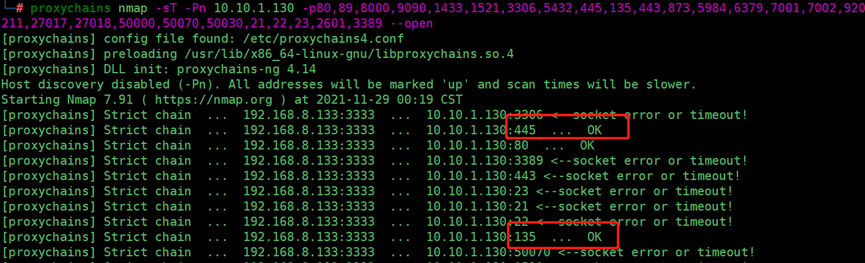 └─# proxychains nmap -sT -Pn 10.10.1.130 -p80,89,8000,9090,1433,1521,3306,5432,445,135,443,873,5984,6379,7001,7002,920
211,27017,27018,50000,50070,50030,21,22,23,2601,3389 --open
[proxychains] config file found: /etc/proxychains4.conf
[proxychains] preloading /usr/lib/x86_64-linux-gnu/libproxychains.so.4
[proxychains] DLL init: proxychains-ng 4.14
Host discovery disabled (-Pn). All addresses will be marked 'up' and scan times will be slower.
Starting Nmap 7.91 ( https://nmap.org ) at 2021-11-29 00:19 CST
[proxychains] Strict chain ... 192.168.8.133:3333 ... 10.10.1.130:3306 <--socket error or timeout!
[proxychains] Strict chain ... 192.168.8.133:3333 ... 10.10.1.130:445 ... OK
[proxychains] Strict chain ... 192.168.8.133:3333 ... 10.10.1.130:80 ... OK
[proxychains] Strict chain ... 192.168.8.133:3333 ... 10.10.1.130:3389 <--socket error or timeout!
[proxychains] Strict chain ... 192.168.8.133:3333 ... 10.10.1.130:443 <--socket error or timeout!
[proxychains] Strict chain ... 192.168.8.133:3333 ... 10.10.1.130:23 <--socket error or timeout!
[proxychains] Strict chain ... 192.168.8.133:3333 ... 10.10.1.130:21 <--socket error or timeout!
[proxychains] Strict chain ... 192.168.8.133:3333 ... 10.10.1.130:22 <--socket error or timeout!
[proxychains] Strict chain ... 192.168.8.133:3333 ... 10.10.1.130:135 ... OK
[proxychains] Strict chain ... 192.168.8.133:3333 ... 10.10.1.130:50070 <--socket error or timeout!